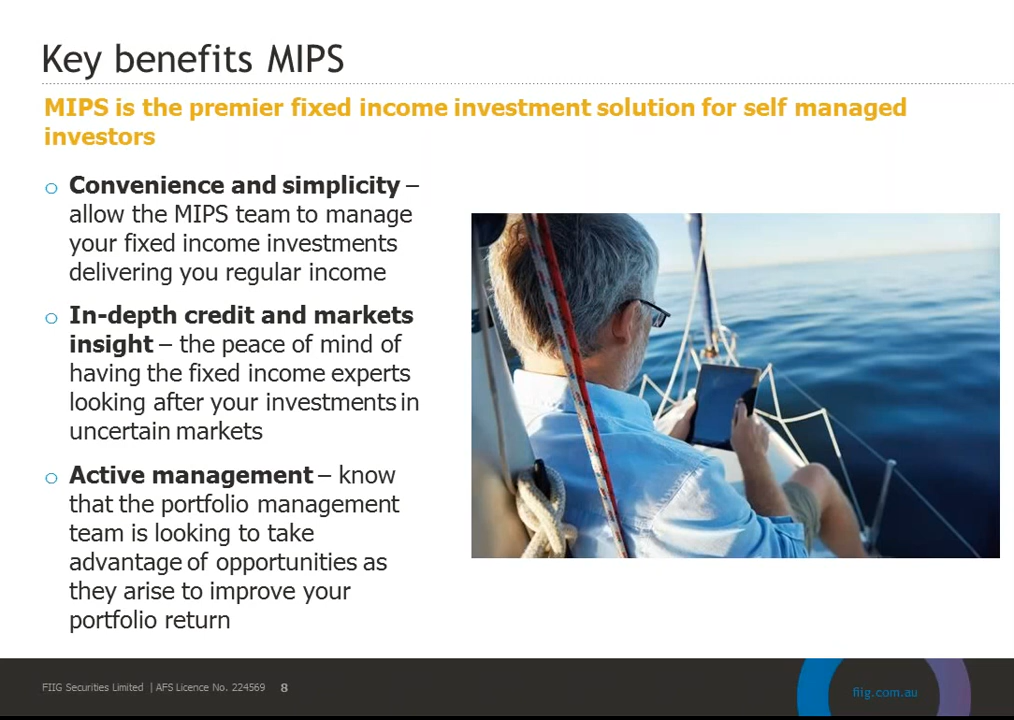 Key benefits MIPS
MIPS is the premier fixed income investment solution for self managed
investors
o Convenience and simplicity –
allow the MIPS team to manage
your fixed income investments
delivering you regular income
o In-depth credit and markets
insight – the peace of mind of
having the fixed income experts
looking after your investments in
uncertain markets
o Active management – know
that the portfolio management
team is looking to take
advantage of opportunities as
they arise to improve your
portfolio return
FIIG Securities Limited | AFS Licence No. 224569 8
fiig.com.au